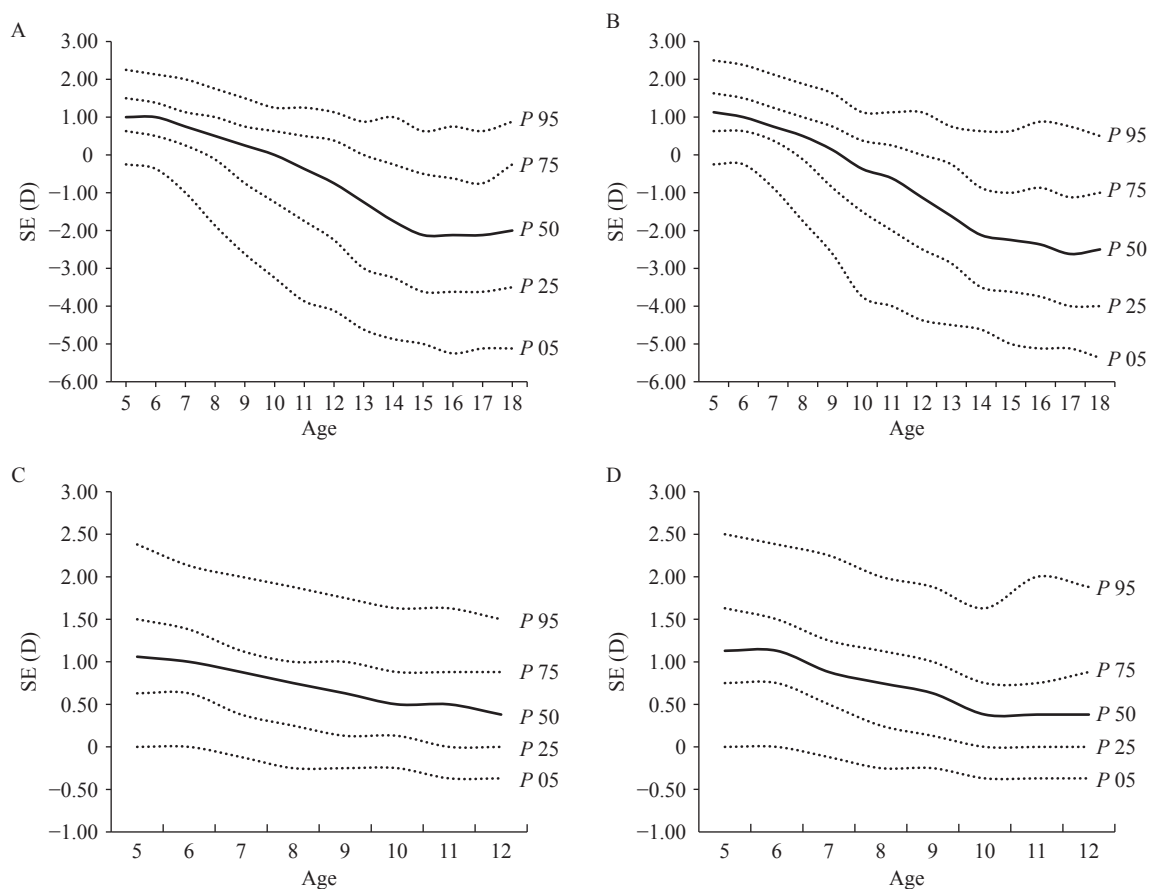 A
3.00
2.00
1.00
0
−1.00
−2.00
−3.00
−4.00
−5.00
−6.00
SE (D)
P 95
P 75
P 50
P 25
P 05
5 6 7 8 9 10 11 12 13 14 15 16 17 18
Age
B
3.00
2.00
1.00
0
−1.00
−2.00
−3.00
−4.00
−5.00
−6.00
SE (D)
P 95
P 75
P 50
P 25
P 05
5 6 7 8 9 10 11 12 13 14 15 16 17 18
Age
C
3.00
2.50
2.00
1.50
1.00
0.50
0
−0.50
−1.00
SE (D)
P 95
P 75
P 50
P 25
P 05
5 6 7 8 9 10 11 12
Age
D
3.00
2.50
2.00
1.50
1.00
0.50
0
−0.50
−1.00
SE (D)
P 95
P 75
P 50
P 25
P 05
5 6 7 8 9 10 11 12
Age